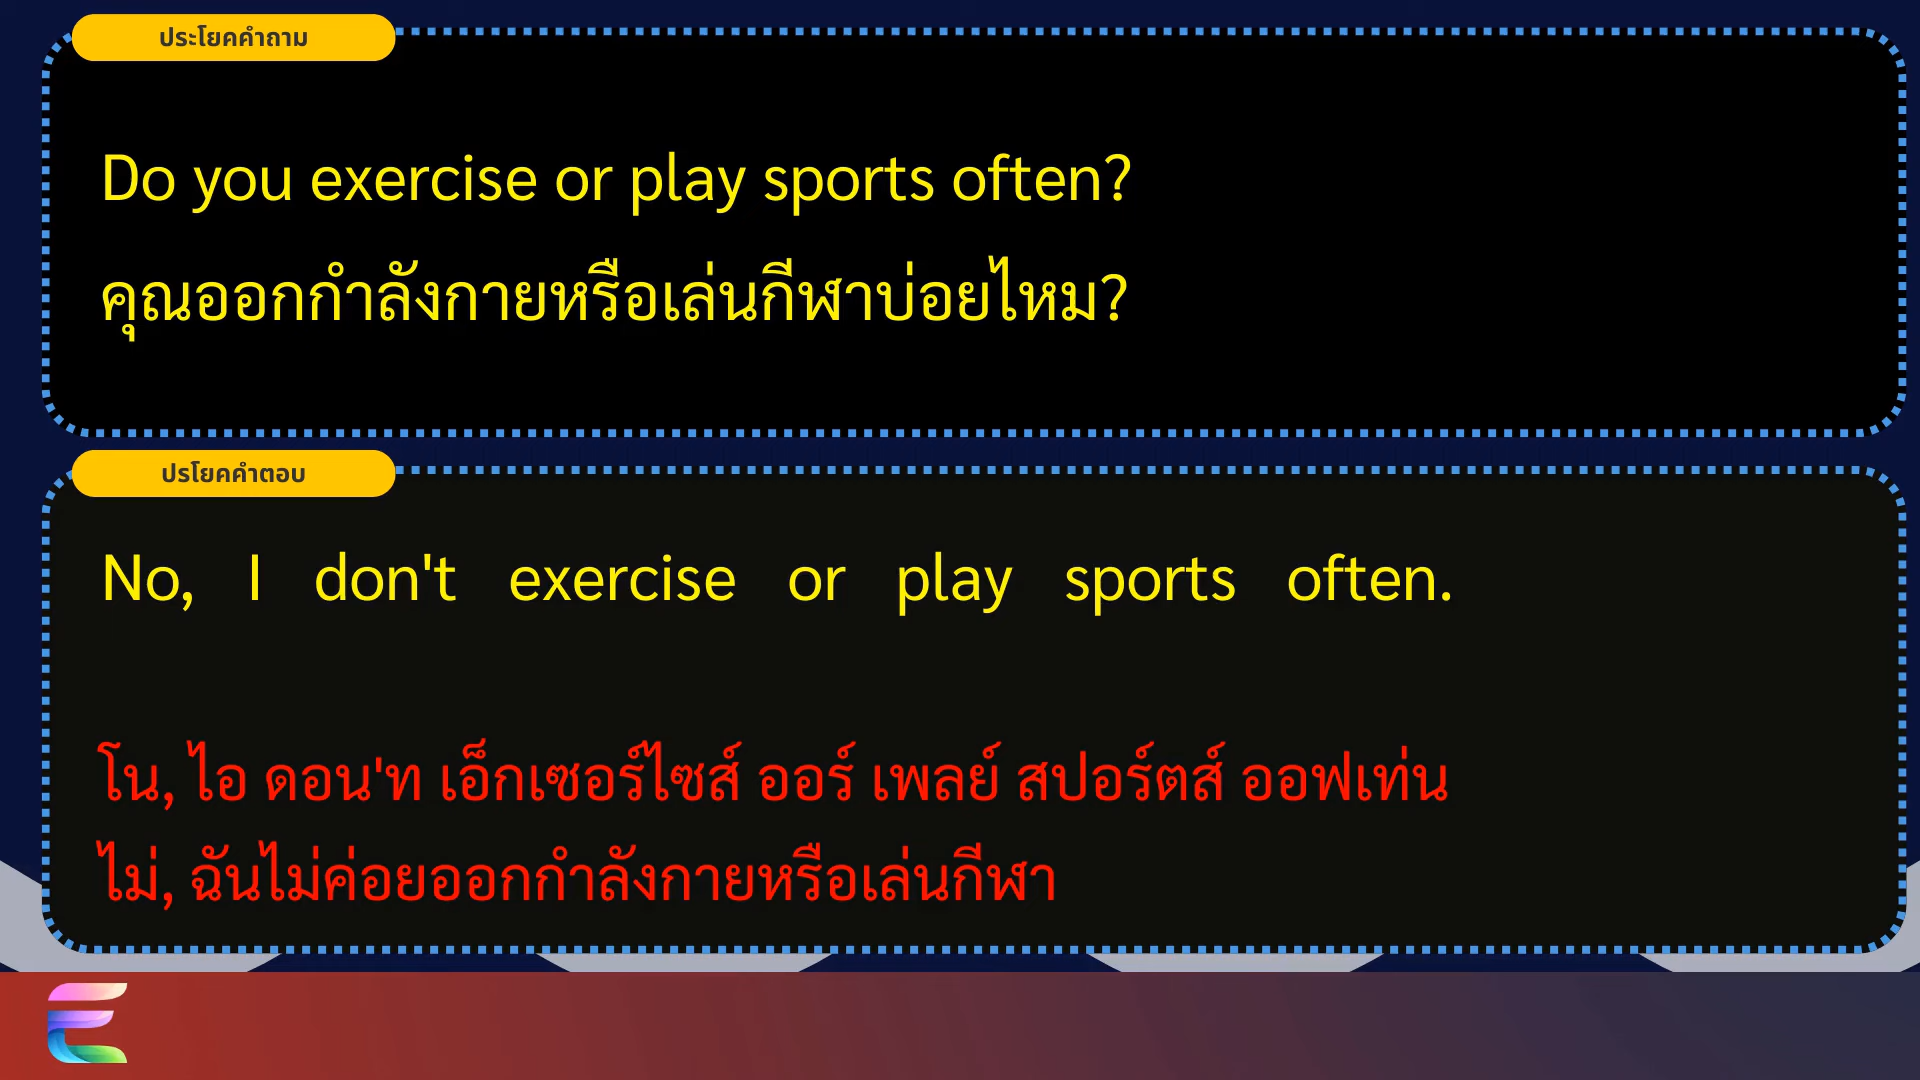 ประโยคคำถาม
Do you exercise or play sports often?
คุณออกกำลังกายหรือเล่นกีฬาบ่อยไหม?
ปรโยคคำตอบ
No, I don't exercise or play sports often.
โน, ไอ ดอน'ท เอ็กเซอร์ไซส์ ออร์ เพลย์ สปอร์ตส์ ออฟเท่น
ไม่, ฉันไม่ค่อยออกกำลังกายหรือเล่นกีฬา